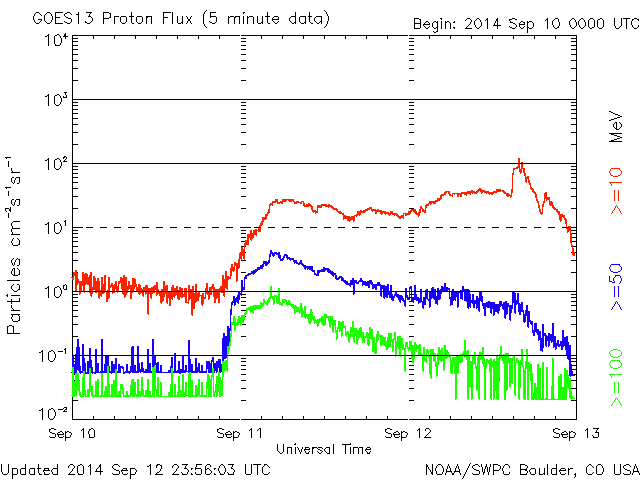 GOES13 Proton Flux (5 minute data)
Begin: 2014 Sep 10 0000 UTC
Particles cm⁻²s⁻¹sr⁻¹
10⁴
10³
10²
10¹
10⁰
10⁻¹
10⁻²
Sep 10
Sep 11
Sep 12
Sep 13
Universal Time
MeV
>=10
>=50
>=100
Updated 2014 Sep 12 23:56:03 UTC
NOAA/SWPC Boulder, CO USA